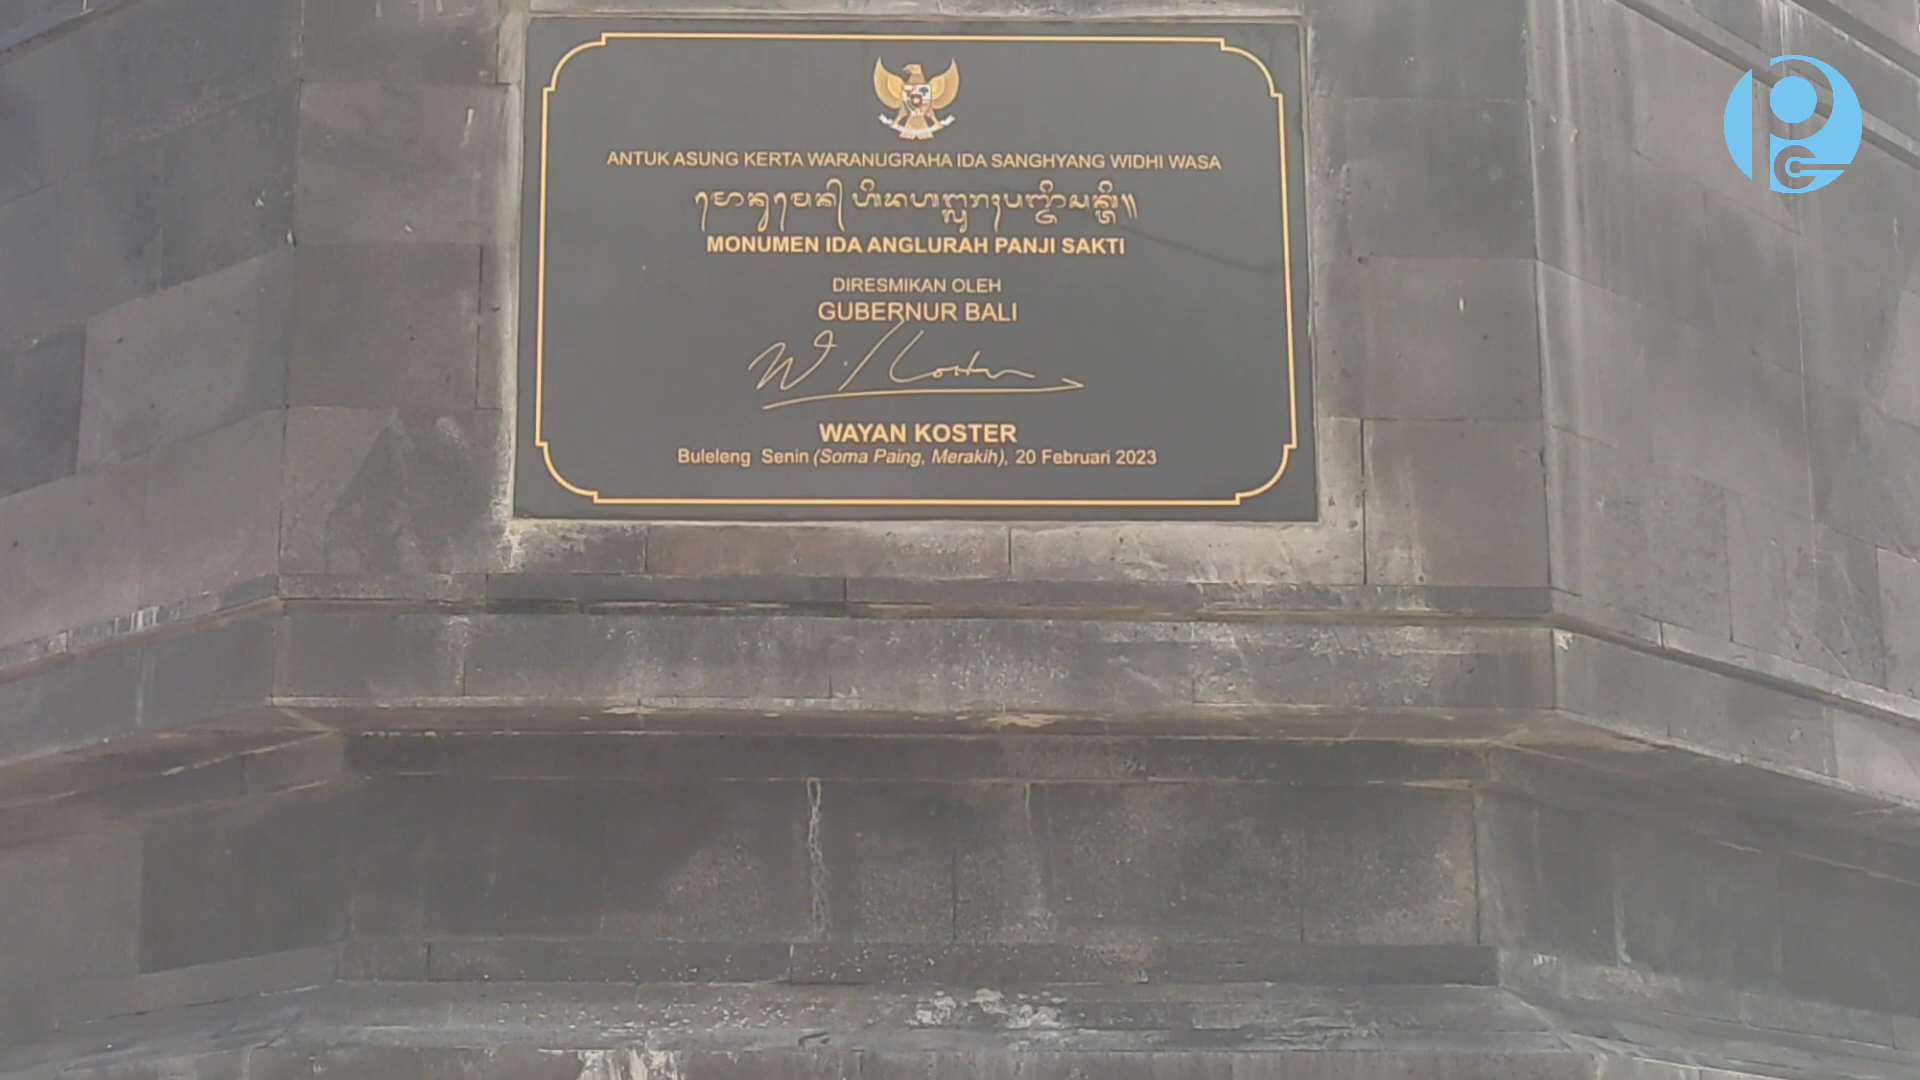 ANTUK ASUNG KERTA WARANUGRAHA IDA SANGHYANG WIDHI WASA
MONUMEN IDA ANGLURAH PANJI SAKTI
DIRESMIKAN OLEH
GUBERNUR BALI
W. Koster
WAYAN KOSTER
Buleleng Senin (Soma Paing, Merakih), 20 Februari 2023